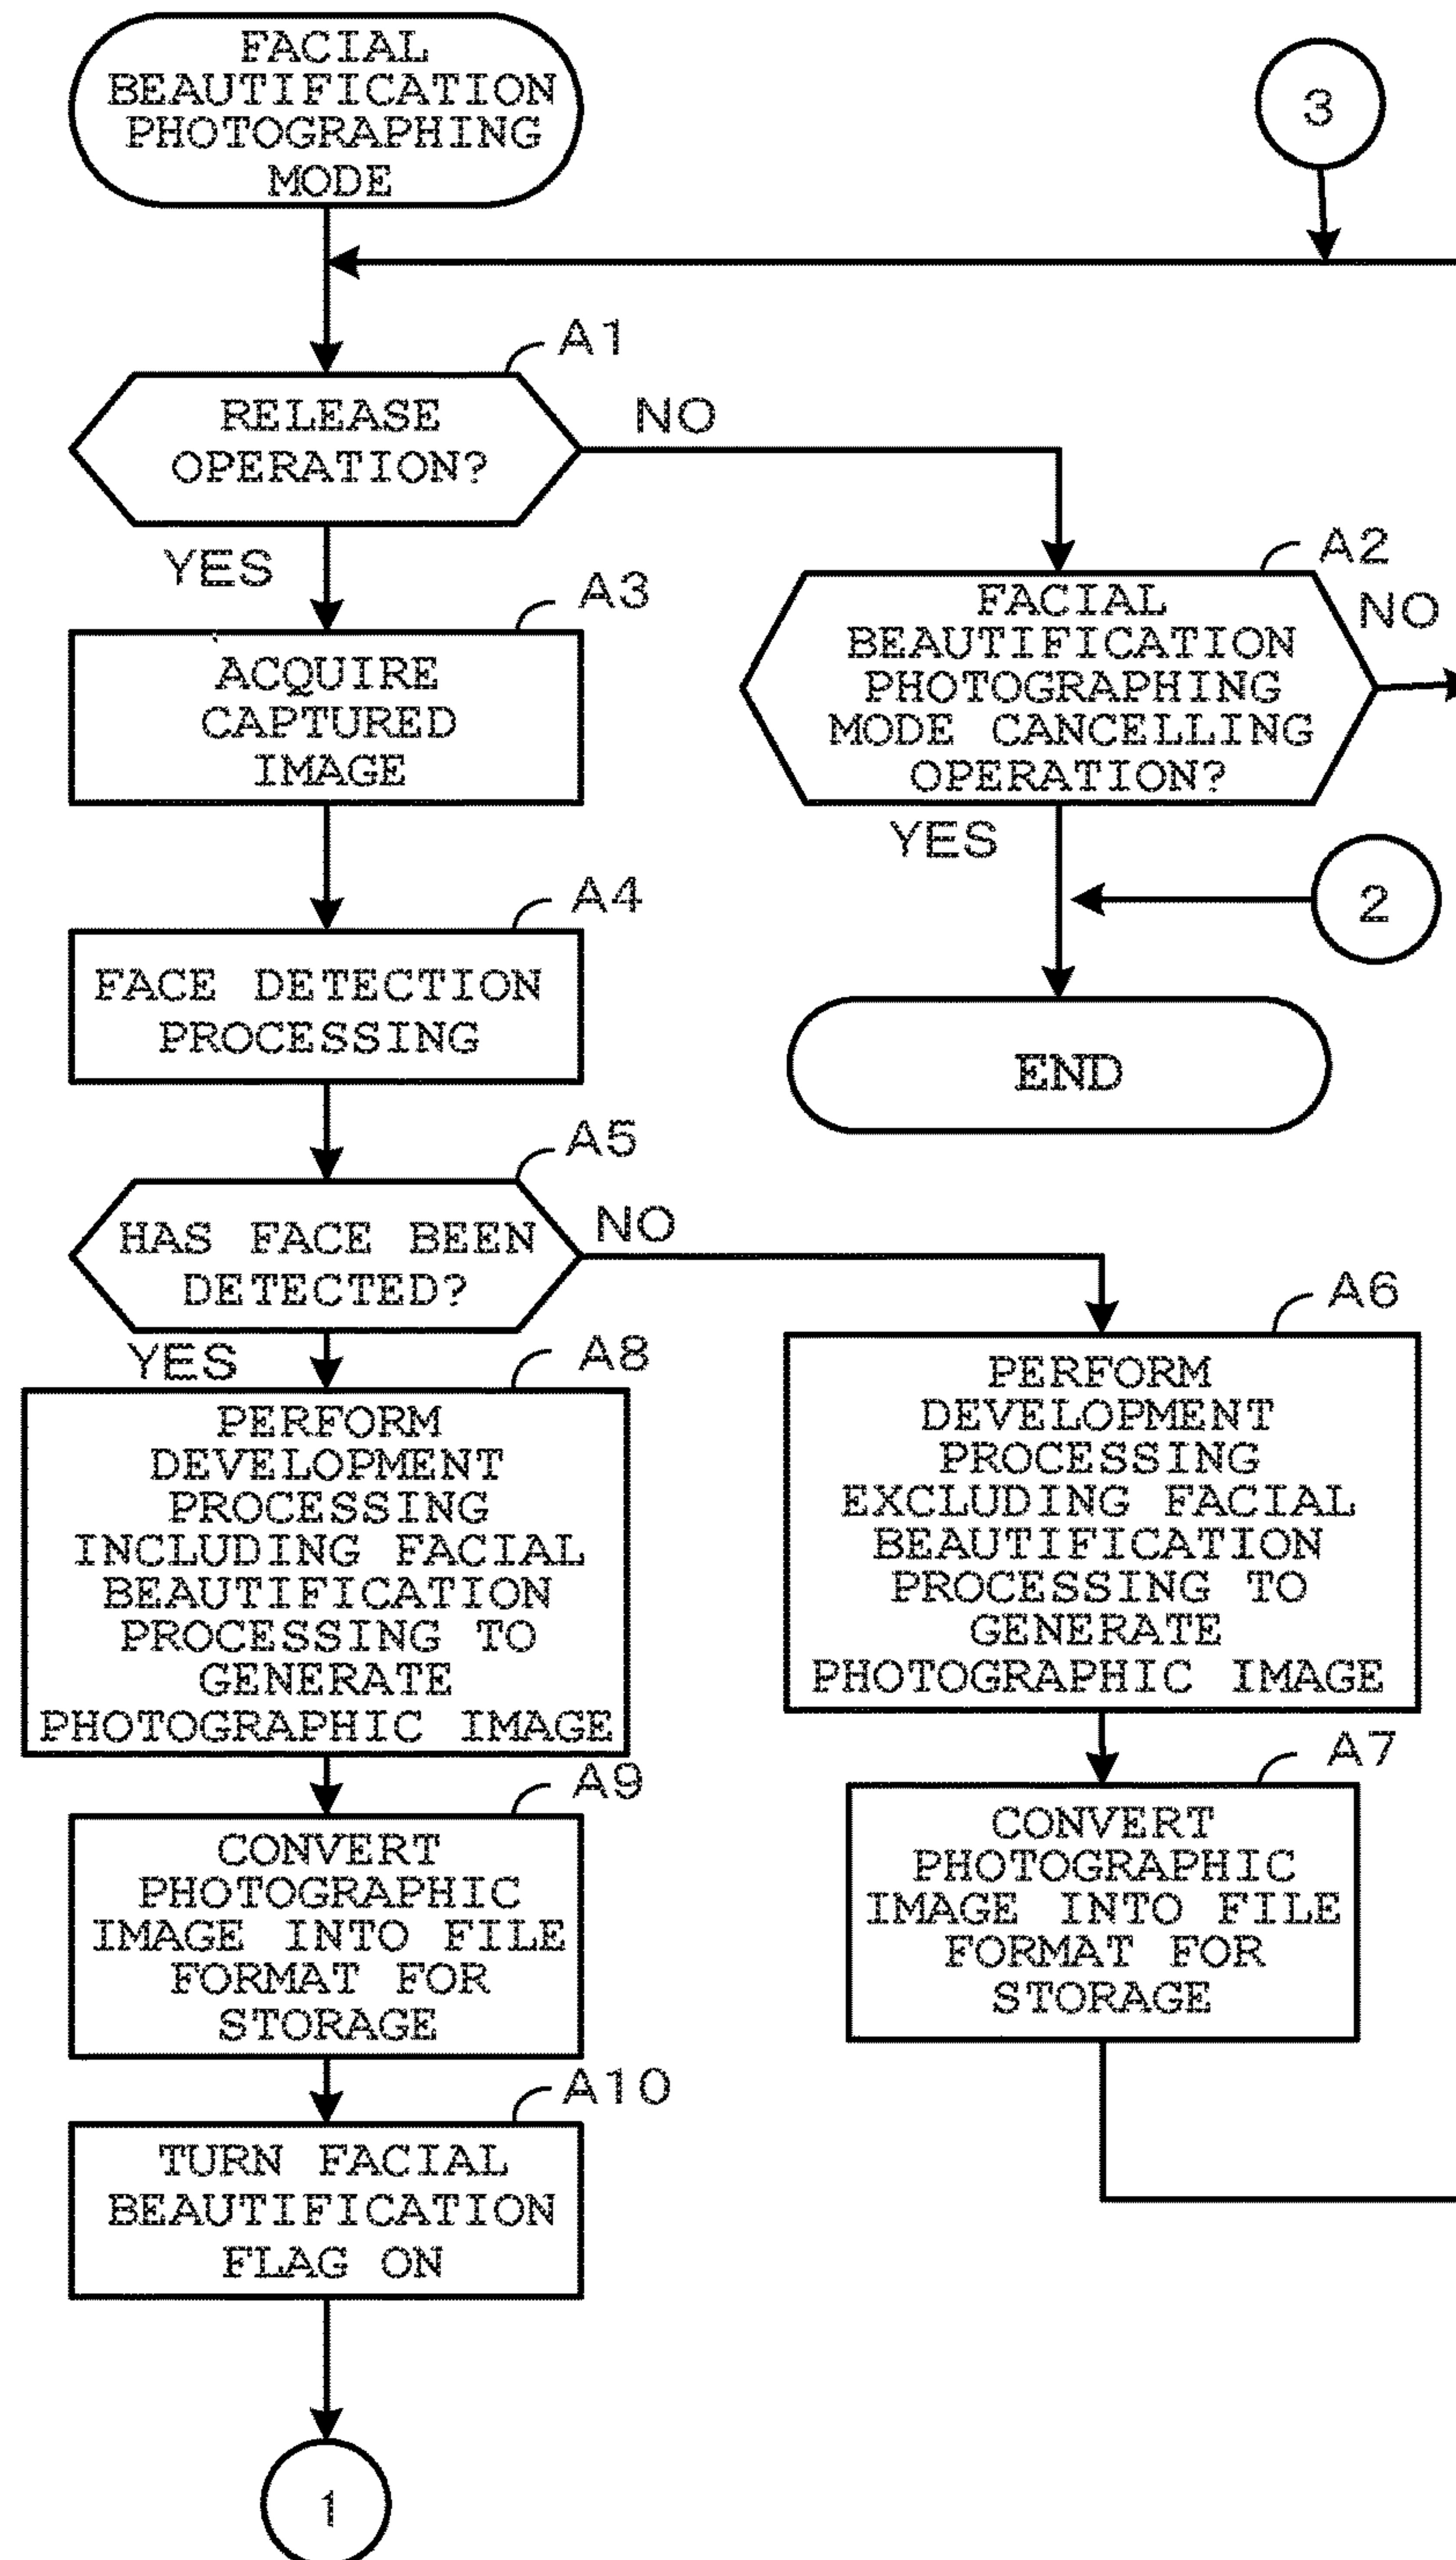 FACIAL
BEAUTIFICATION
PHOTOGRAPHING
MODE
3
A1
RELEASE
OPERATION?
NO
YES
A2
FACIAL
BEAUTIFICATION
PHOTOGRAPHING
MODE CANCELLING
OPERATION?
NO
YES
2
END
A3
ACQUIRE
CAPTURED
IMAGE
A4
FACE DETECTION
PROCESSING
A5
HAS FACE BEEN
DETECTED?
NO
YES
A6
PERFORM
DEVELOPMENT
PROCESSING
EXCLUDING FACIAL
BEAUTIFICATION
PROCESSING TO
GENERATE
PHOTOGRAPHIC IMAGE
A7
CONVERT
PHOTOGRAPHIC
IMAGE INTO FILE
FORMAT FOR
STORAGE
A8
PERFORM
DEVELOPMENT
PROCESSING
INCLUDING FACIAL
BEAUTIFICATION
PROCESSING TO
GENERATE
PHOTOGRAPHIC IMAGE
A9
CONVERT
PHOTOGRAPHIC
IMAGE INTO FILE
FORMAT FOR
STORAGE
A10
TURN FACIAL
BEAUTIFICATION
FLAG ON
1